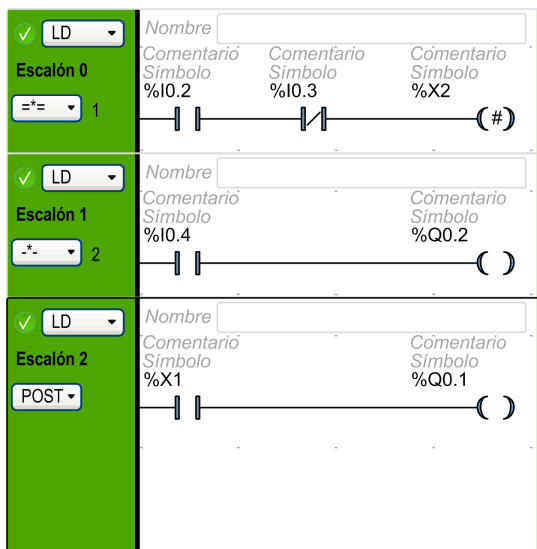 LD
Nombre
Escalón 0
Comentario Comentario Comentario
Símbolo Símbolo Símbolo
%I0.2 %I0.3 %X2
=*= 1
(#)
LD
Nombre
Escalón 1
Comentario Comentario
Símbolo Símbolo
%I0.4 %Q0.2
-*- 2
LD
Nombre
Escalón 2
Comentario Comentario
Símbolo Símbolo
%X1 %Q0.1
POST